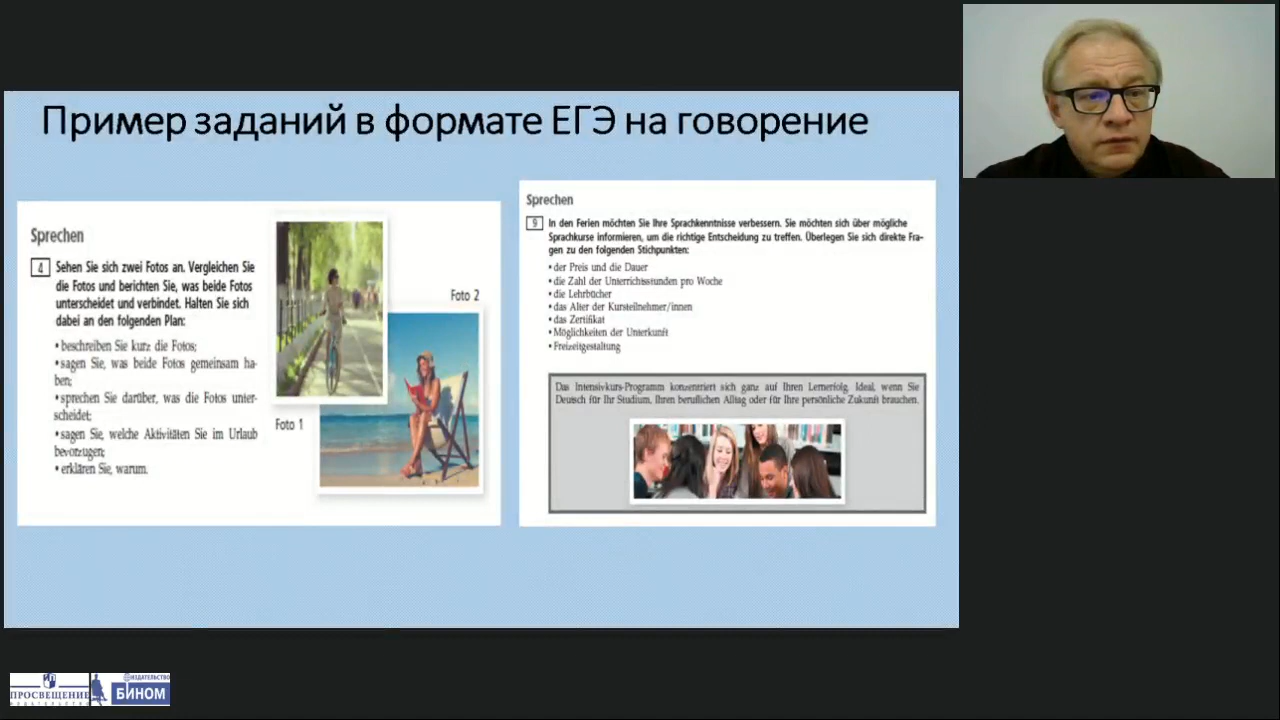 Пример заданий в формате ЕГЭ на говорение
Sprechen
4
Sehen Sie sich zwei Fotos an. Vergleichen Sie
die Fotos und berichten Sie, was beide Fotos
unterscheidet und verbindet. Halten Sie sich
dabei an den folgenden Plan:
• beschreiben Sie kurz die Fotos;
• sagen Sie, was beide Fotos gemeinsam ha-
ben;
• sprechen Sie darüber, was die Fotos unter-
scheidet;
• sagen Sie, welche Aktivitäten Sie im Urlaub
bevorzugen;
• erklären Sie, warum.
Foto 2
Foto 1
Sprechen
9
In den Ferien möchten Sie Ihre Sprachkenntnisse verbessern. Sie möchten sich über mögliche
Sprachkurse informieren, um die richtige Entscheidung zu treffen. Überlegen Sie sich direkte Fra-
gen zu den folgenden Stichpunkten:
• der Preis und die Dauer
• die Zahl der Unterrichtsstunden pro Woche
• die Lehrbücher
• das Alter der Kursteilnehmer/innen
• das Zertifikat
• Möglichkeiten der Unterkunft
• Freizeitgestaltung
Das Intensivkurs-Programm konzentriert sich ganz auf Ihren Lernerfolg. Ideal, wenn Sie
Deutsch für Ihr Studium, Ihren beruflichen Alltag oder für Ihre persönliche Zukunft brauchen.
ПРОСВЕЩЕНИЕ
ИЗДАТЕЛЬСТВО
ИЗДАТЕЛЬСТВО
БИНОМ